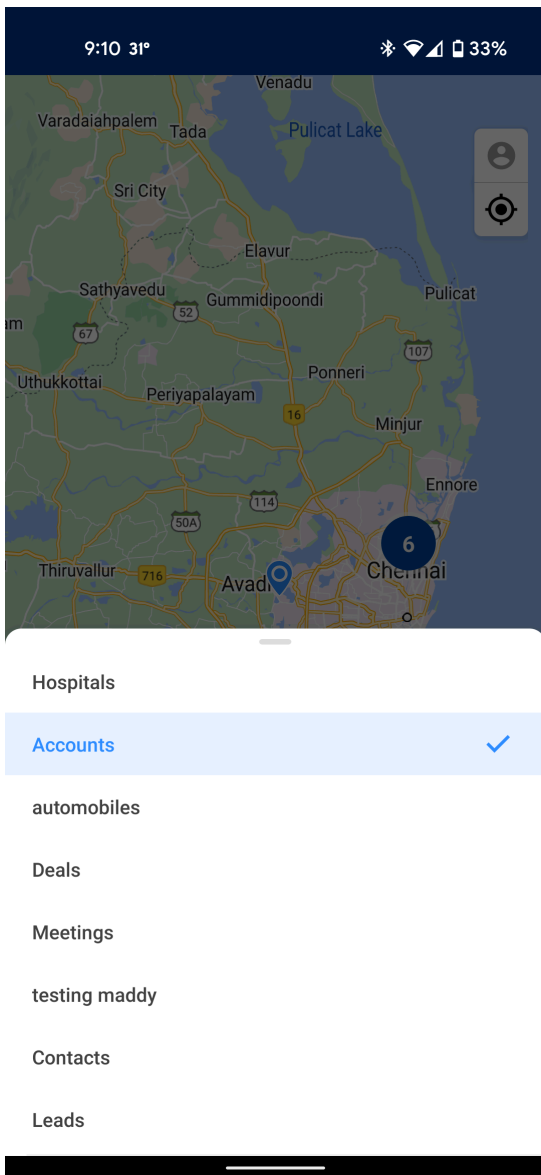 9:10 31° 33%
Venadu
Varadaiahpalem
Tada
Pulicat Lake
Sri City
Elavur
Sathyavedu
Gummidipoondi
Pulicat
52
am
67
107
Uthukkottai
Ponneri
Periyapalayam
16
Minjur
Ennore
114
50A
6
Thiruvallur
716
Avadi
Chennai
Hospitals
Accounts
automobiles
Deals
Meetings
testing maddy
Contacts
Leads